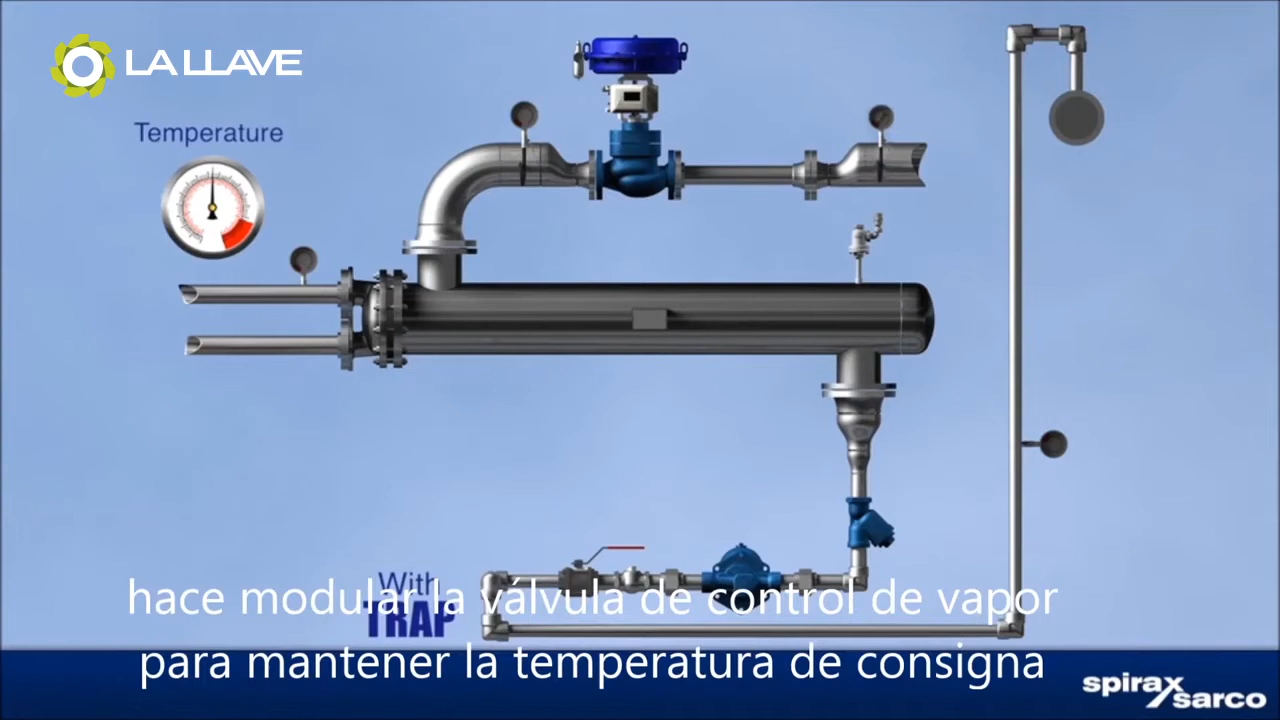 LA LLAVE
Temperature
With
TRAP
hace modular la válvula de control de vapor
para mantener la temperatura de consigna
spirax
sarco